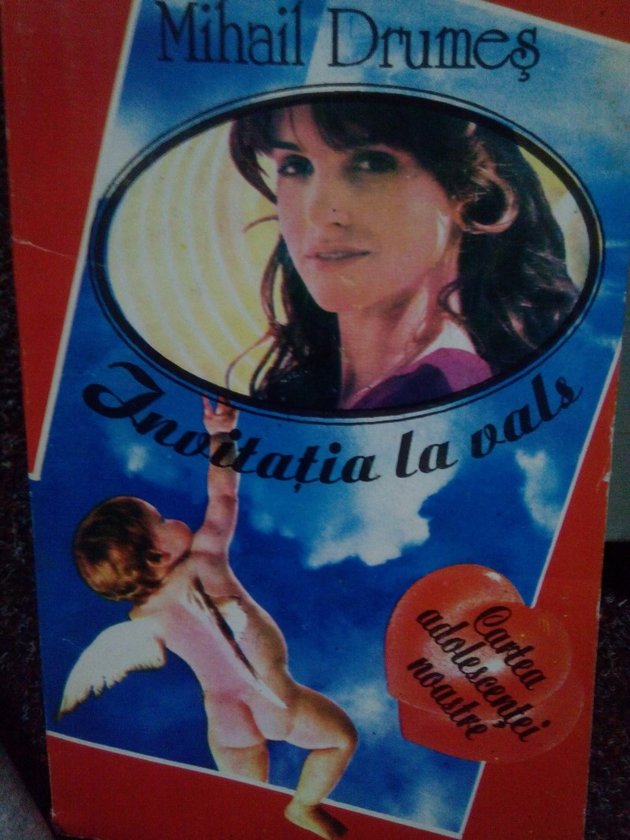 Mihail Drumeș
Invitația la vals
Cartea
adolescenței
noastre